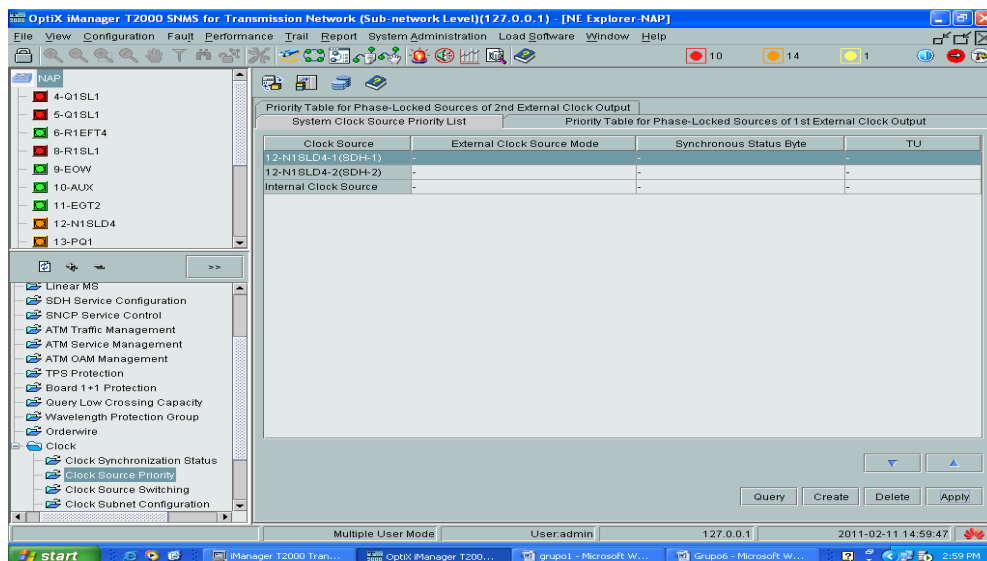 OptiX iManager T2000 SNMS for Transmission Network (Sub-network Level)(127.0.0.1) - [NE Explorer-NAP]
File View Configuration Fault Performance Trail Report System Administration Load Software Window Help
10 14 1
NAP
4-Q1SL1
5-Q1SL1
6-R1EFT4
8-R1SL1
9-EOW
10-AUX
11-EGT2
12-N1SLD4
13-PQ1
>>
Linear MS
SDH Service Configuration
SNCP Service Control
ATM Traffic Management
ATM Service Management
ATM OAM Management
TPS Protection
Board 1+1 Protection
Query Low Crossing Capacity
Wavelength Protection Group
Orderwire
Clock
Clock Synchronization Status
Clock Source Priority
Clock Source Switching
Clock Subnet Configuration
Priority Table for Phase-Locked Sources of 2nd External Clock Output
System Clock Source Priority List Priority Table for Phase-Locked Sources of 1st External Clock Output
Clock Source External Clock Source Mode Synchronous Status Byte TU
12-N1SLD4-1(SDH-1) - - -
12-N1SLD4-2(SDH-2) - - -
Internal Clock Source - - -
Query Create Delete Apply
Multiple User Mode User:admin 127.0.0.1 2011-02-11 14:59:47
start iManager T2000 Tran... OptiX iManager T200... grupo1 - Microsoft W... Grupo6 - Microsoft W... 2:59 PM